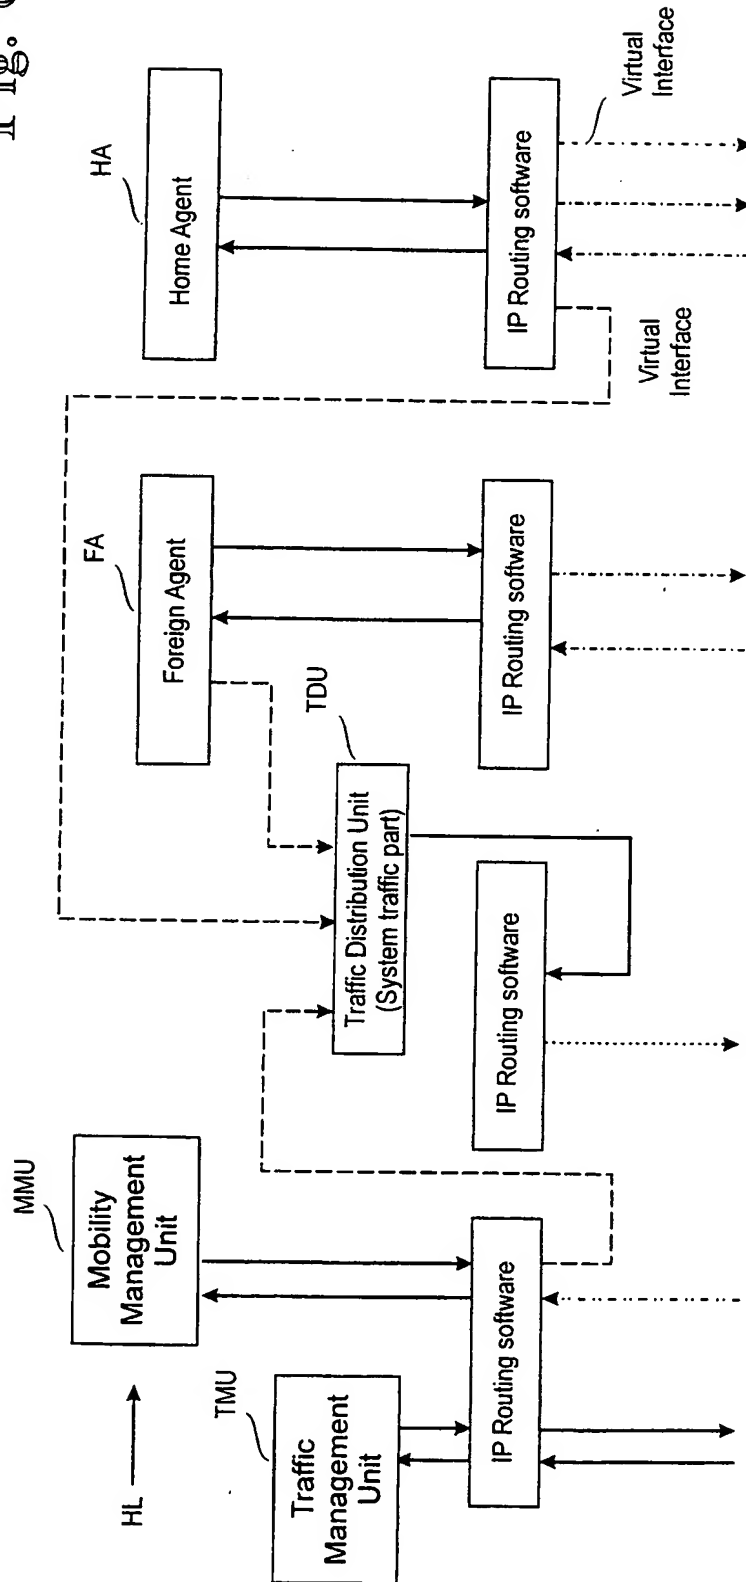 Fig.
HL
MMU
Mobility
Management
Unit
TMU
Traffic
Management
Unit
IP Routing software
TDU
Traffic Distribution Unit
(System traffic part)
IP Routing software
FA
Foreign Agent
IP Routing software
HA
Home Agent
IP Routing software
Virtual
Interface
Virtual
Interface